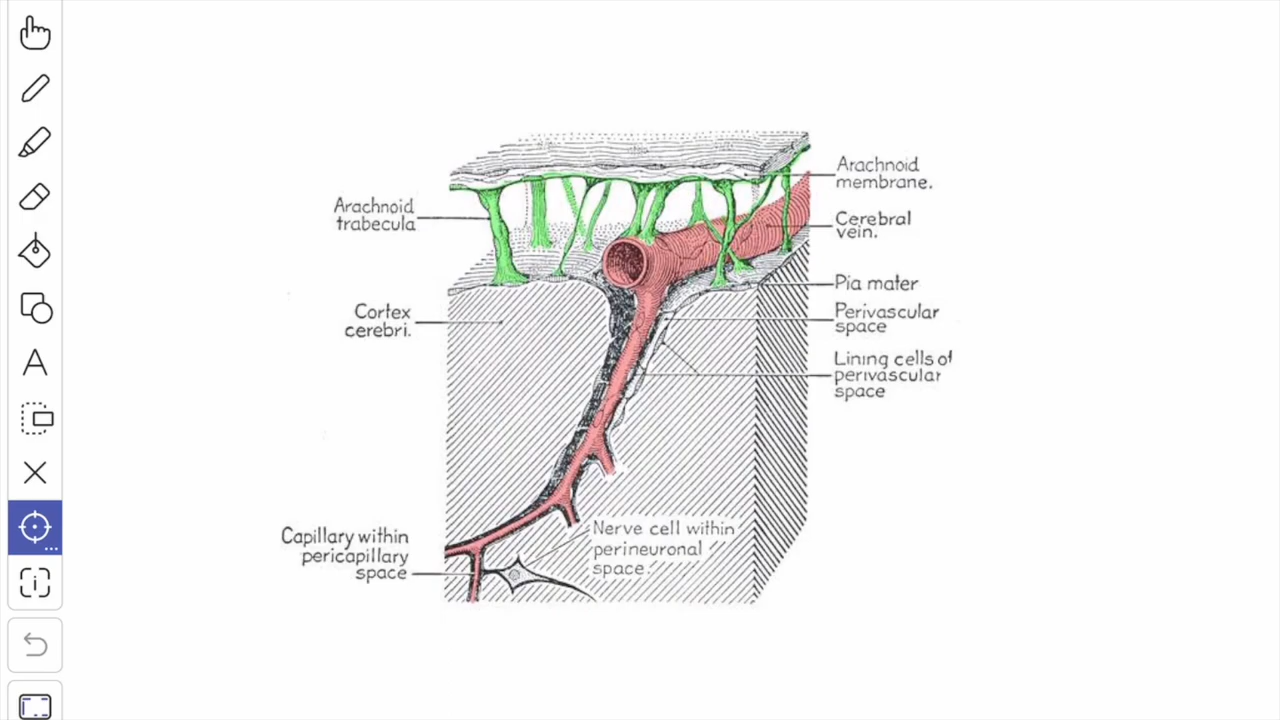 Arachnoid
membrane.
Arachnoid
trabecula
Cerebral
vein.
Pia mater
Cortex
cerebri.
Perivascular
space
Lining cells of
perivascular
space
Capillary within
pericapillary
space
Nerve cell within
perineuronal
space.
A